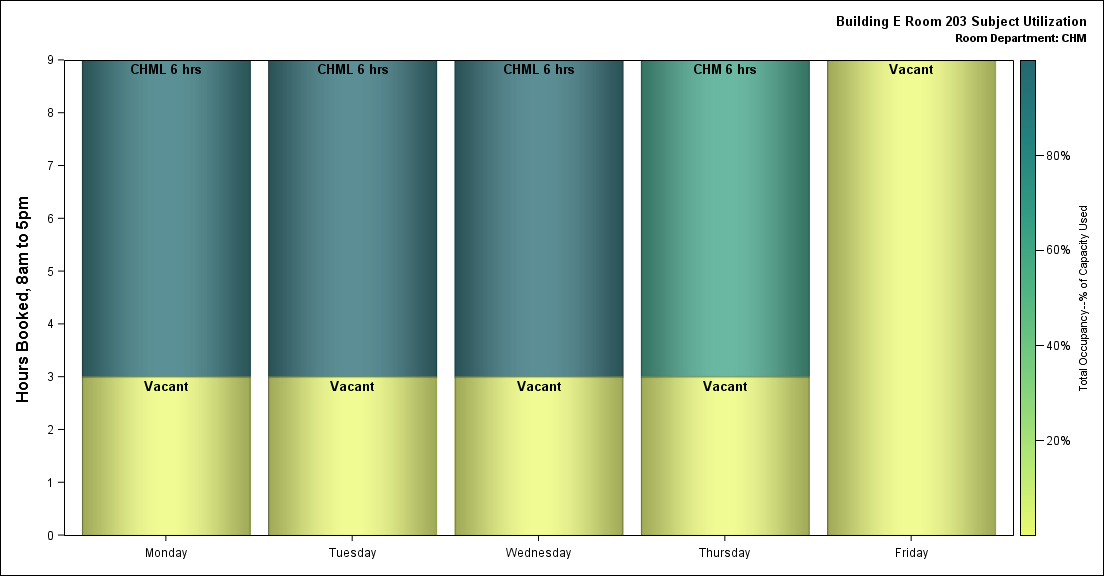 Building E Room 203 Subject Utilization
Room Department: CHM
Hours Booked, 8am to 5pm
9
8
7
6
5
4
3
2
1
0
CHML 6 hrs
CHML 6 hrs
CHML 6 hrs
CHM 6 hrs
Vacant
Vacant
Vacant
Vacant
Vacant
Monday
Tuesday
Wednesday
Thursday
Friday
80%
60%
40%
20%
Total Occupancy--% of Capacity Used